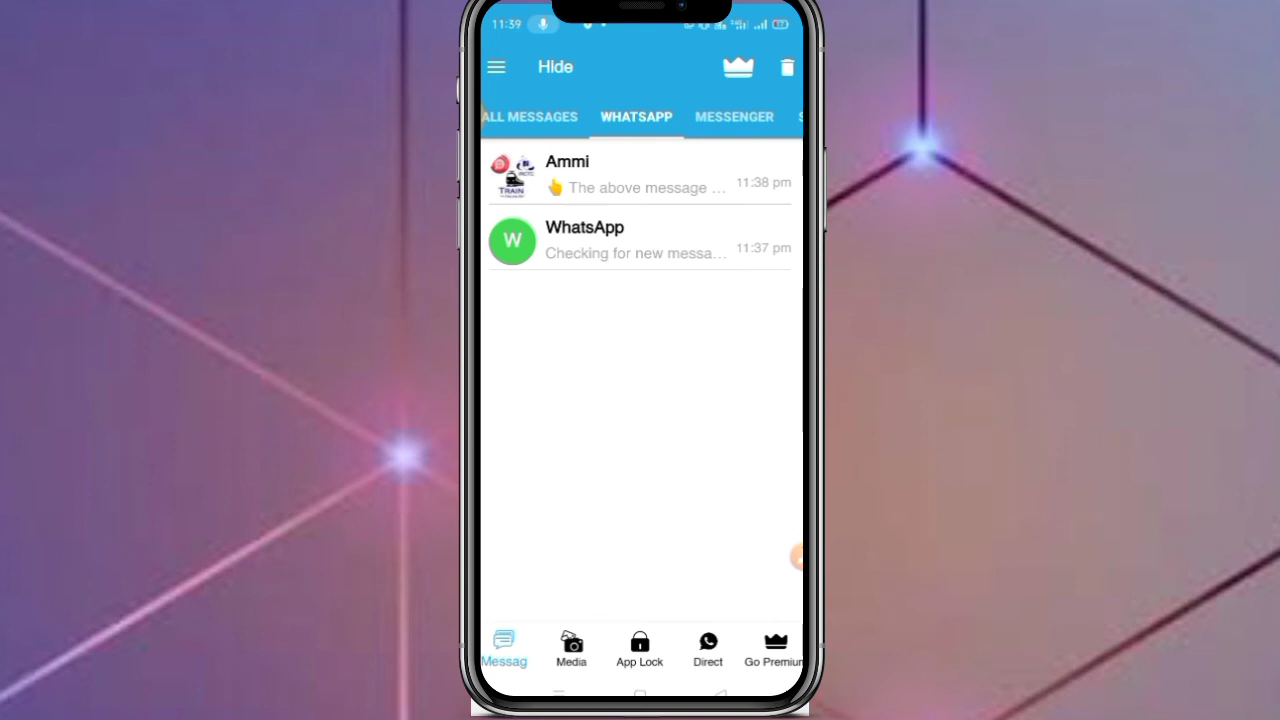 11:39
HIde
ALL MESSAGES WHATSAPP MESSENGER S
TRAIN
Ammi
👆 The above message ... 11:38 pm
W
WhatsApp
Checking for new messa... 11:37 pm
Messag Media App Lock Direct Go Premium